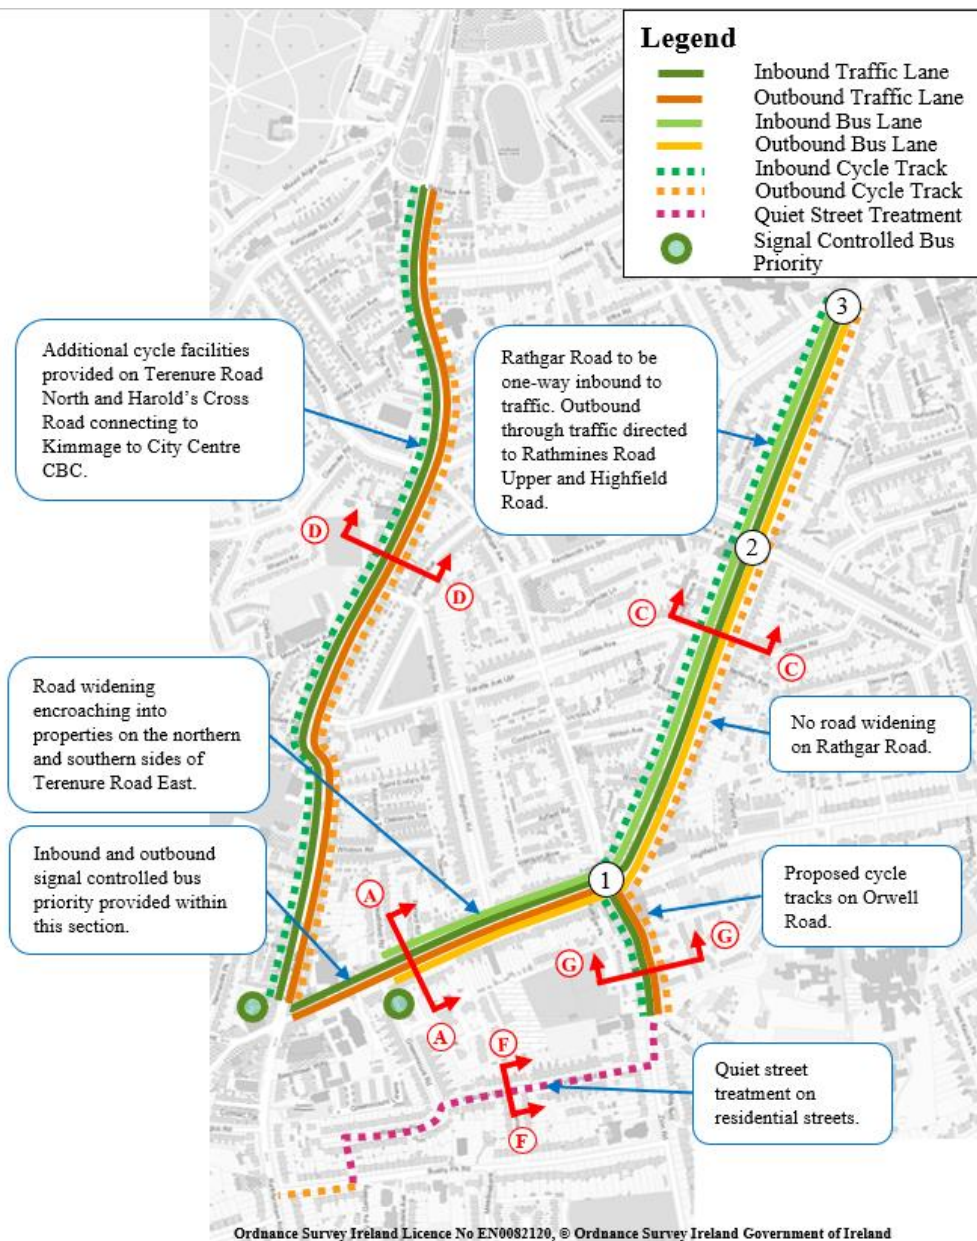 Legend
Inbound Traffic Lane
Outbound Traffic Lane
Inbound Bus Lane
Outbound Bus Lane
Inbound Cycle Track
Outbound Cycle Track
Quiet Street Treatment
Signal Controlled Bus
Priority
3
Additional cycle facilities
provided on Terenure Road
North and Harold's Cross
Road connecting to
Kimmage to City Centre
CBC.
Rathgar Road to be
one-way inbound to
traffic. Outbound
through traffic directed
to Rathmines Road
Upper and Highfield
Road.
D
D
2
C
C
Road widening
encroaching into
properties on the northern
and southern sides of
Terenure Road East.
No road widening
on Rathgar Road.
Inbound and outbound
signal controlled bus
priority provided within
this section.
A
A
1
Proposed cycle
tracks on Orwell
Road.
G
G
F
F
Quiet street
treatment on
residential streets.
Highfield Rd
Bushy Park Rd
Ordnance Survey Ireland Licence No EN0082120, © Ordnance Survey Ireland Government of Ireland